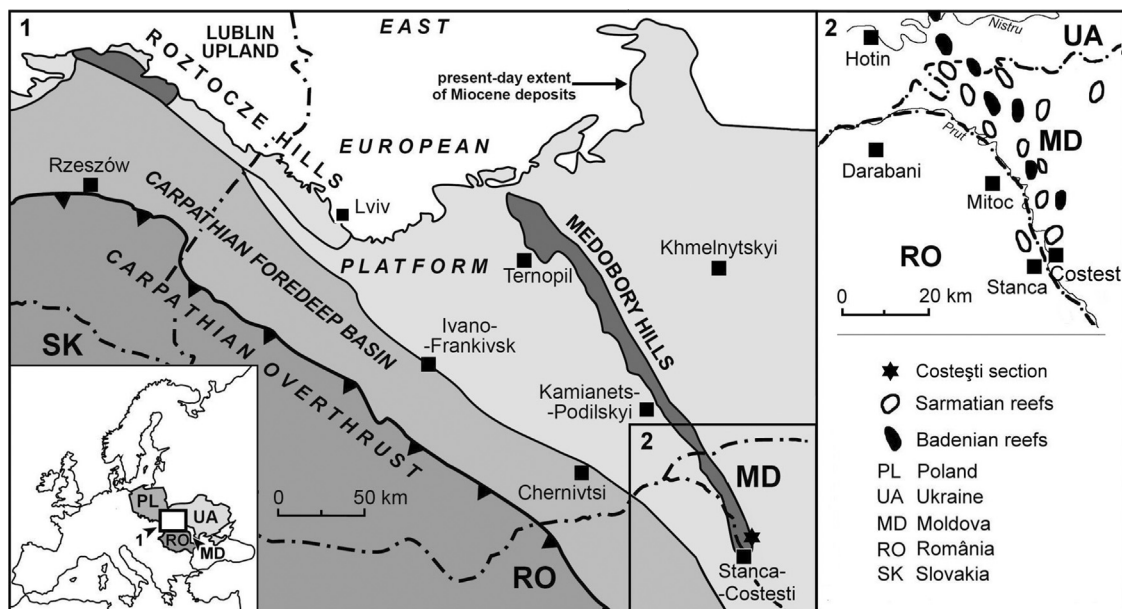 1
LUBLIN
UPLAND
EAST
ROZTOCZE HILLS
present-day extent
of Miocene deposits
EUROPEAN
Rzeszów
Lviv
CARPATHIAN FOREDEEP BASIN
PLATFORM
Ternopil
MEDOBORY HILLS
Khmelnytskyi
CARPATHIAN OVERTHRUST
SK
Ivano-
-Frankivsk
Kamianets-
-Podilskyi
2
MD
Chernivtsi
0 50 km
RO
Stanca-
-Costesti
PL
UA
1
RO
MD
2
Nistru
Hotin
UA
Prut
MD
Darabani
Mitoc
RO
Costest
Stanca
0 20 km
Costeşti section
Sarmatian reefs
Badenian reefs
PL Poland
UA Ukraine
MD Moldova
RO România
SK Slovakia